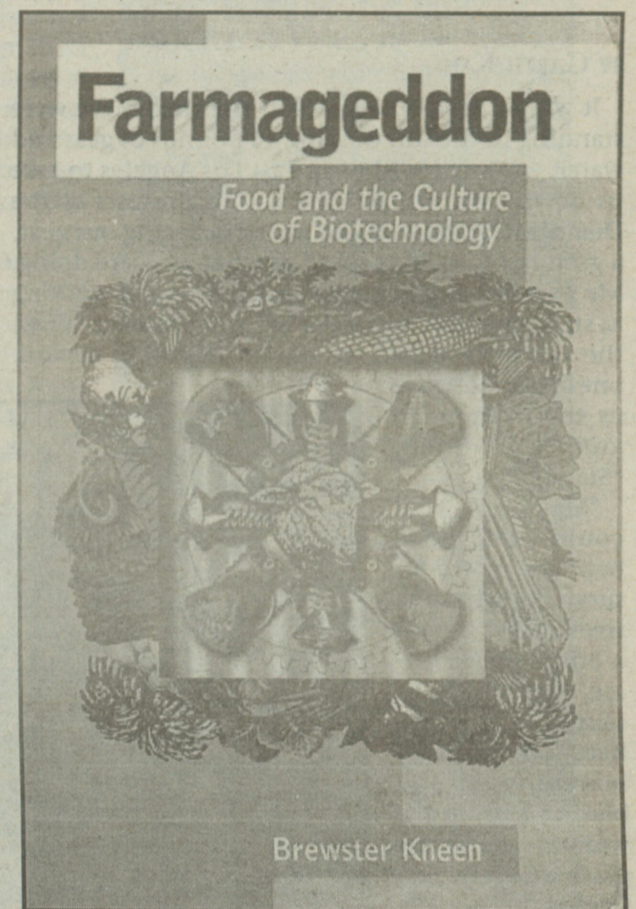 Farmageddon
Food and the Culture
of Biotechnology
Brewster Kneen